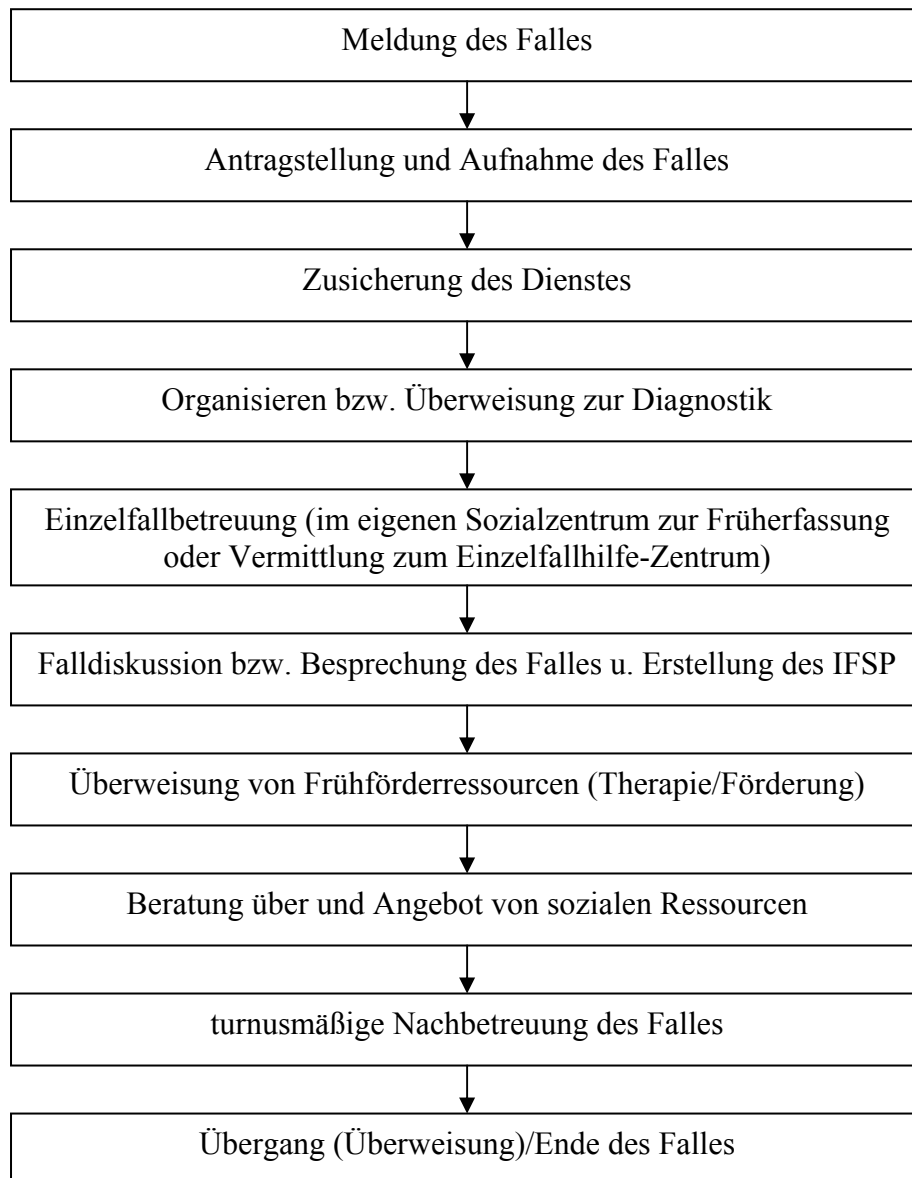 Meldung des Falles
Antragstellung und Aufnahme des Falles
Zusicherung des Dienstes
Organisieren bzw. Überweisung zur Diagnostik
Einzelfallbetreuung (im eigenen Sozialzentrum zur Früherfassung
oder Vermittlung zum Einzelfallhilfe-Zentrum)
Falldiskussion bzw. Besprechung des Falles u. Erstellung des IFSP
Überweisung von Frühförderressourcen (Therapie/Förderung)
Beratung über und Angebot von sozialen Ressourcen
turnusmäßige Nachbetreuung des Falles
Übergang (Überweisung)/Ende des Falles